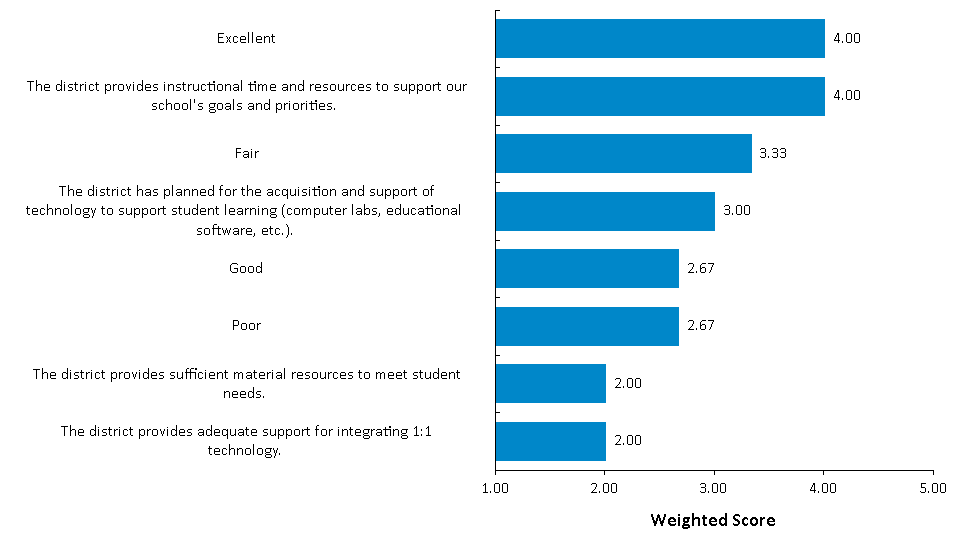 Excellent
4.00
The district provides instructional time and resources to support our
school's goals and priorities.
4.00
Fair
3.33
The district has planned for the acquisition and support of
technology to support student learning (computer labs, educational
software, etc.).
3.00
Good
2.67
Poor
2.67
The district provides sufficient material resources to meet student
needs.
2.00
The district provides adequate support for integrating 1:1
technology.
2.00
1.00 2.00 3.00 4.00 5.00
Weighted Score